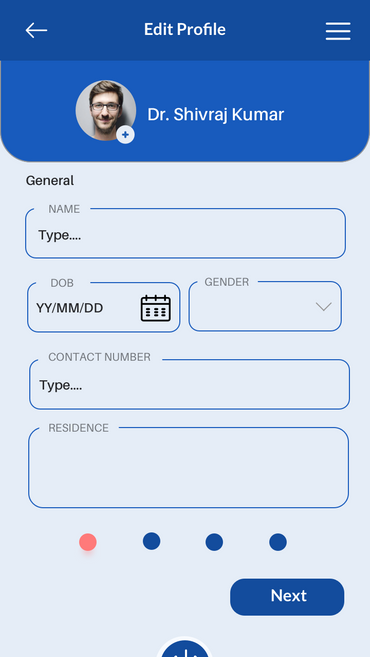 Edit Profile
Dr. Shivraj Kumar
General
NAME
Type....
DOB
GENDER
YY/MM/DD
CONTACT NUMBER
Type....
RESIDENCE
Next